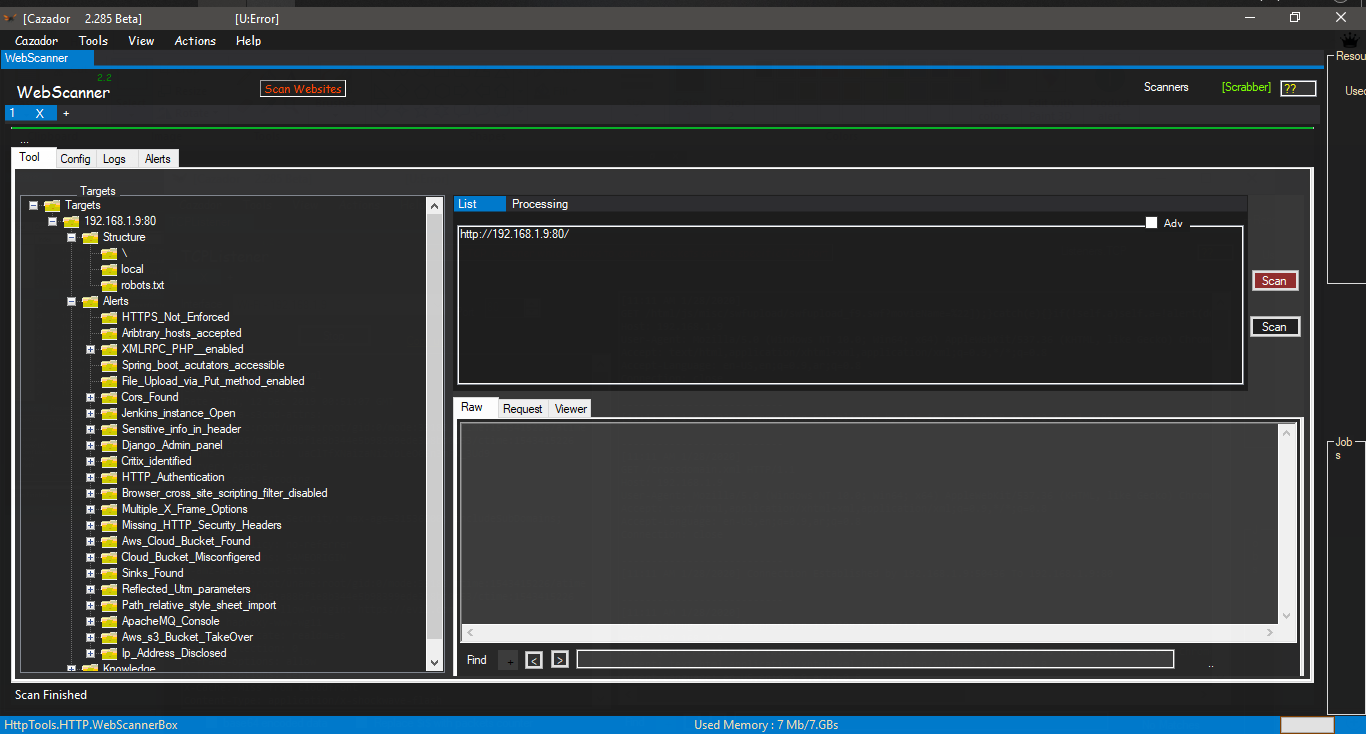 [Cazador 2.285 Beta] [U:Error]
Cazador Tools View Actions Help
WebScanner
2.2
WebScanner
Scan Websites
Scanners [Scrabber] ??
1 X +
...
Tool Config Logs Alerts
Targets
Targets
192.168.1.9:80
Structure
\
local
robots.txt
Alerts
HTTPS_Not_Enforced
Aribtrary_hosts_accepted
XMLRPC_PHP__enabled
Spring_boot_acutators_accessible
File_Upload_via_Put_method_enabled
Cors_Found
Jenkins_instance_Open
Sensitive_info_in_header
Django_Admin_panel
Critix_identified
HTTP_Authentication
Browser_cross_site_scripting_filter_disabled
Multiple_X_Frame_Options
Missing_HTTP_Security_Headers
Aws_Cloud_Bucket_Found
Cloud_Bucket_Misconfigered
Sinks_Found
Reflected_Utm_parameters
Path_relative_style_sheet_import
ApacheMQ_Console
Aws_s3_Bucket_TakeOver
Ip_Address_Disclosed
Knowledge
List Processing
Adv
http://192.168.1.9:80/
Scan
Scan
Raw Request Viewer
Find + < > ..
Resou
Used
Job
s
Scan Finished
HttpTools.HTTP.WebScannerBox Used Memory : 7 Mb/7.GBs